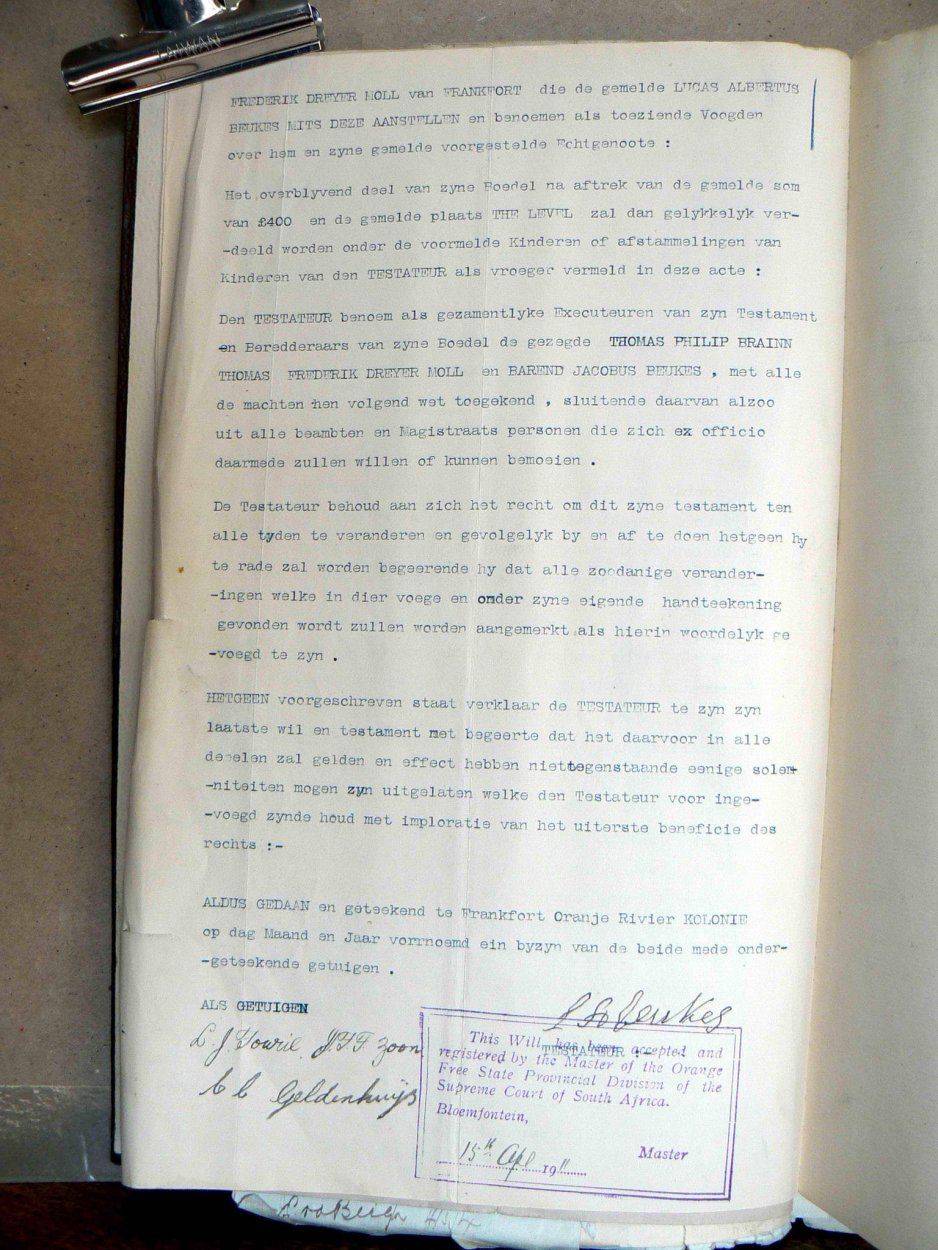 TAIWAN
FREDERIK DREYER MOLL van FRANKFORT die de gemelde LUCAS ALBERTUS
BEUKES MITS DEZE AANSTELLEN en benoemen als toeziende Voogden
over hem en zyne gemelde voorgestelde Echtgenoote :
Het overblyvend deel van zyne Boedel na aftrek van de gemelde som
van £400 en de gemelde plaats THE LEVEL zal dan gelykkelyk ver-
-deeld worden onder de voormelde Kinderen of afstammelingen van
Kinderen van den TESTATEUR als vroeger vermeld in deze acte :
Den TESTATEUR benoem als gezamentlyke Executeuren van zyn Testament
en Beredderaars van zyne Boedel de gezegde THOMAS PHILIP BRAINN
THOMAS FREDERIK DREYER MOLL en BAREND JACOBUS BEUKES , met alle
de machten hen volgend wet toegekend , sluitende daarvan alzoo
uit alle beambten en Magistraats personen die zich ex officio
daarmede zullen willen of kunnen bemoeien .
De Testateur behoud aan zich het recht om dit zyne testament ten
alle tyden te veranderen en gevolgelyk by en af te doen hetgeen hy
te rade zal worden begeerende hy dat alle zoodanige verander-
-ingen welke in dier voege en onder zyne eigende handteekening
gevonden wordt zullen worden aangemerkt als hierin woordelyk ge
-voegd te zyn .
HETGEEN voorgeschreven staat verklaar de TESTATEUR te zyn zyn
laatste wil en testament met begeerte dat het daarvoor in alle
deelen zal gelden en effect hebben niettegenstaande eenige solem-
-niteiten mogen zyn uitgelaten welke den Testateur voor inge-
-voegd zynde houd met imploratie van het uiterste beneficie des
rechts :-
ALDUS GEDAAN en geteekend te Frankfort Oranje Rivier KOLONIE
op dag Maand en Jaar vorrnoemd ein byzyn van de beide mede onder-
-geteekende getuigen .
ALS GETUIGEN
L A Beukes
TESTATEUR :-
L. J. Fourie zoon
Geldenhuijs
This Will has been accepted and
registered by the Master of the Orange
Free State Provincial Division of the
Supreme Court of South Africa.
Bloemfontein,
Master
15th Apl 1911